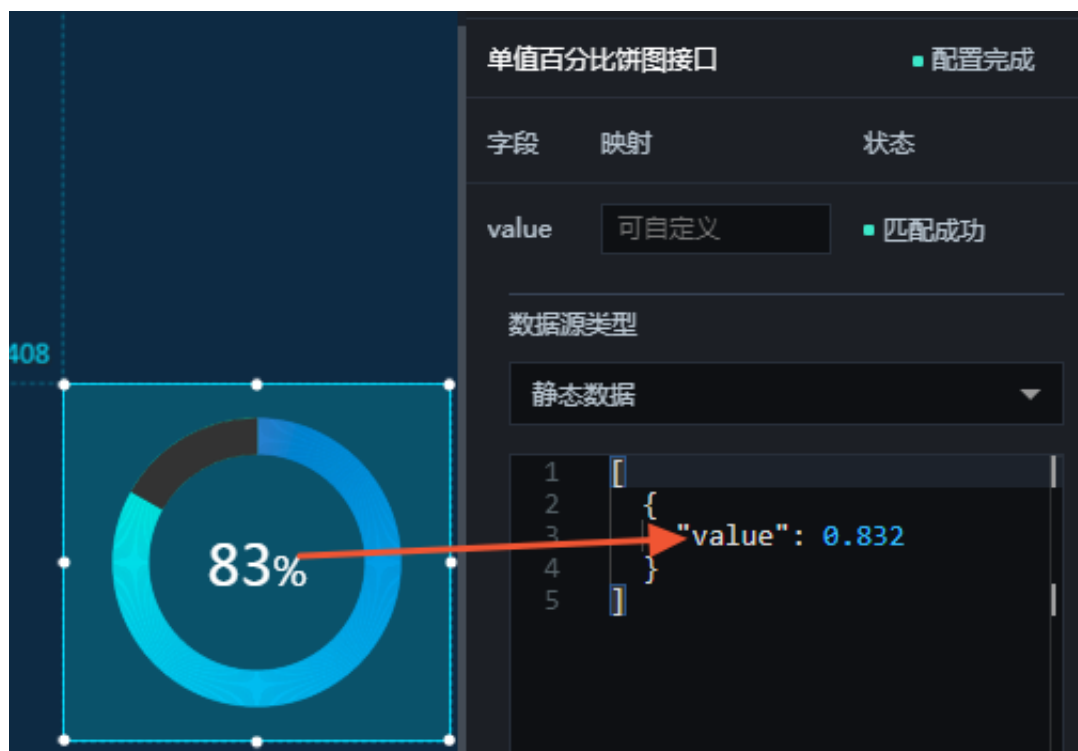 单值百分比饼图接口
配置完成
字段 映射 状态
value 可自定义 匹配成功
数据源类型
408
静态数据
83%
1 [
2 {
3 "value": 0.832
4 }
5 ]